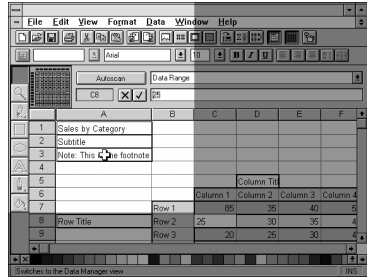 File Edit View Format Data Window Help
Arial 10 B I U
Autoscan Data Range
C8 25
A B C D E F
1 Sales by Category
2 Subtitle
3 Note: This footnote
4
5 Column Titl
6 Column 1 Column 2 Column 3 Column 4
7 Row 1 85 35 40 5
8 Row Title Row 2 25 30 35 4
9 Row 3 20 25 30 4
Switches to the Data Manager view INS